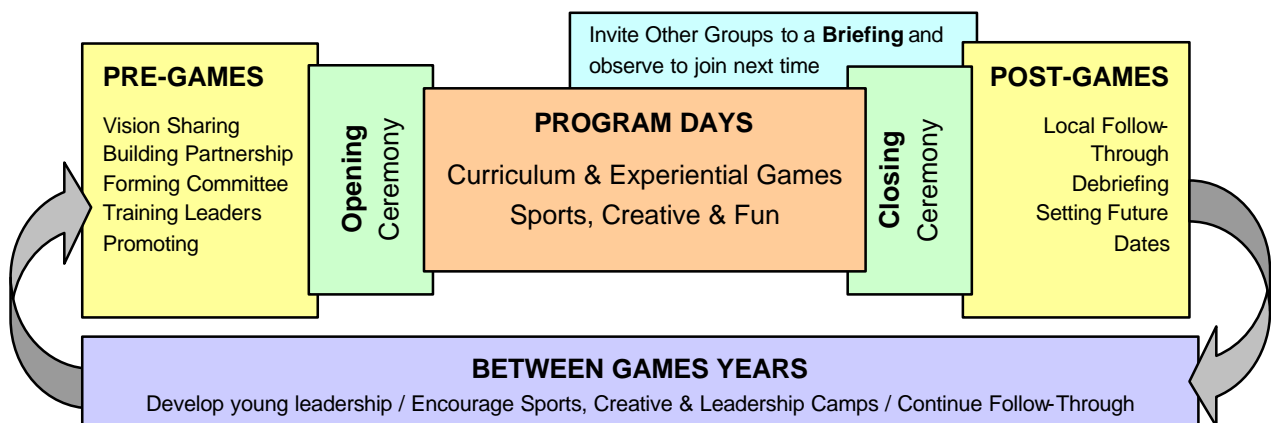 Invite Other Groups to a Briefing and
observe to join next time
PRE-GAMES
Vision Sharing
Building Partnership
Forming Committee
Training Leaders
Promoting
Opening
Ceremony
PROGRAM DAYS
Curriculum & Experiential Games
Sports, Creative & Fun
Closing
Ceremony
POST-GAMES
Local Follow-
Through
Debriefing
Setting Future
Dates
BETWEEN GAMES YEARS
Develop young leadership / Encourage Sports, Creative & Leadership Camps / Continue Follow-Through